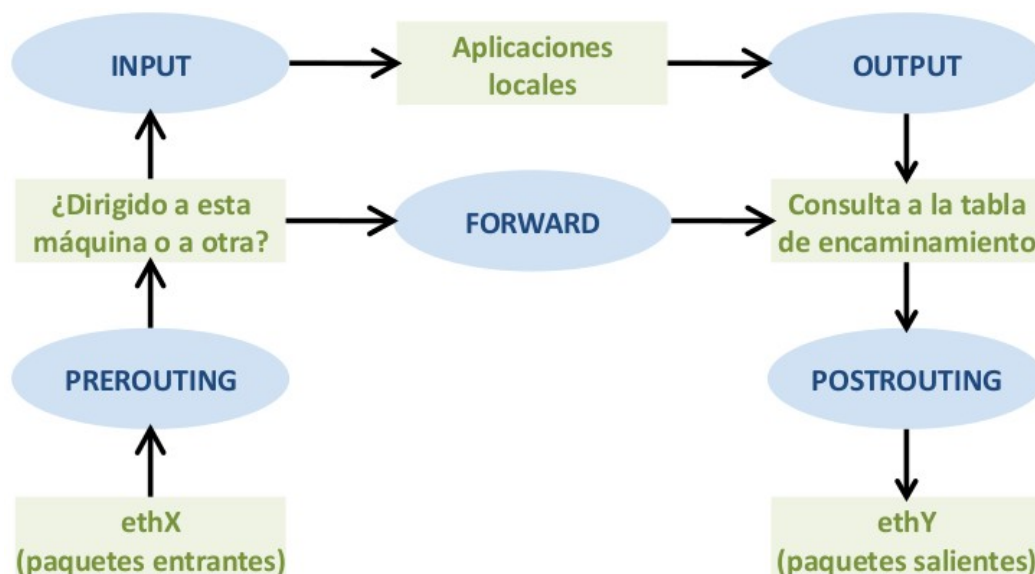 INPUT
Aplicaciones
locales
OUTPUT
¿Dirigido a esta
máquina o a otra?
FORWARD
Consulta a la tabla
de encaminamiento
PREROUTING
POSTROUTING
ethX
(paquetes entrantes)
ethY
(paquetes salientes)